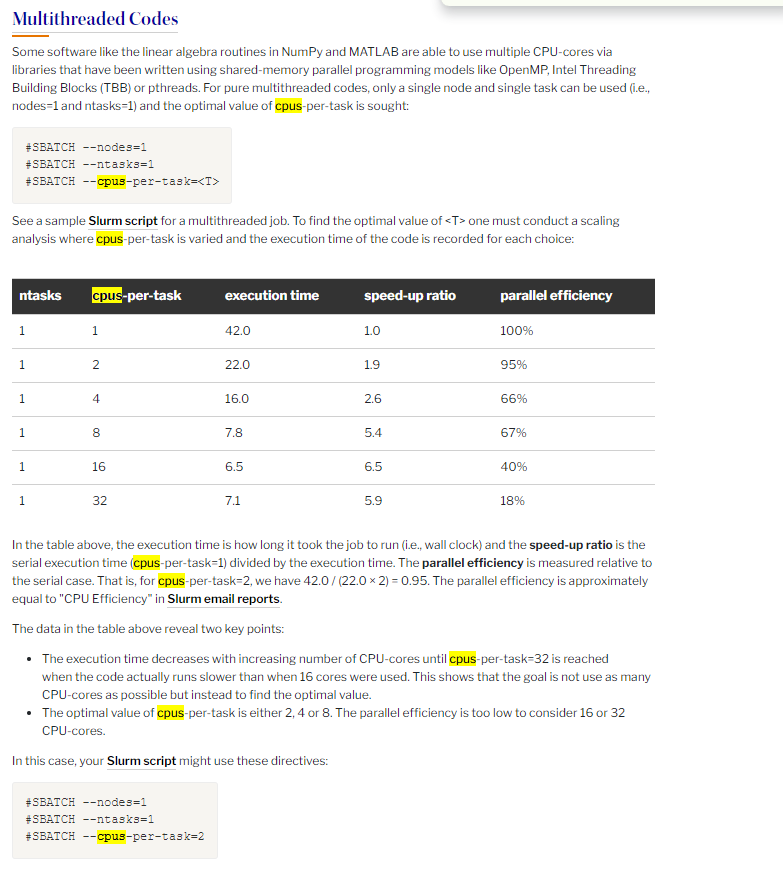 Multithreaded Codes
Some software like the linear algebra routines in NumPy and MATLAB are able to use multiple CPU-cores via
libraries that have been written using shared-memory parallel programming models like OpenMP, Intel Threading
Building Blocks (TBB) or pthreads. For pure multithreaded codes, only a single node and single task can be used (i.e.,
nodes=1 and ntasks=1) and the optimal value of cpus-per-task is sought:
#SBATCH --nodes=1
#SBATCH --ntasks=1
#SBATCH --cpus-per-task=<T>
See a sample Slurm script for a multithreaded job. To find the optimal value of <T> one must conduct a scaling
analysis where cpus-per-task is varied and the execution time of the code is recorded for each choice:
ntasks cpus-per-task execution time speed-up ratio parallel efficiency
1 1 42.0 1.0 100%
1 2 22.0 1.9 95%
1 4 16.0 2.6 66%
1 8 7.8 5.4 67%
1 16 6.5 6.5 40%
1 32 7.1 5.9 18%
In the table above, the execution time is how long it took the job to run (i.e., wall clock) and the speed-up ratio is the
serial execution time (cpus-per-task=1) divided by the execution time. The parallel efficiency is measured relative to
the serial case. That is, for cpus-per-task=2, we have 42.0 / (22.0 × 2) = 0.95. The parallel efficiency is approximately
equal to "CPU Efficiency" in Slurm email reports.
The data in the table above reveal two key points:
• The execution time decreases with increasing number of CPU-cores until cpus-per-task=32 is reached
when the code actually runs slower than when 16 cores were used. This shows that the goal is not use as many
CPU-cores as possible but instead to find the optimal value.
• The optimal value of cpus-per-task is either 2, 4 or 8. The parallel efficiency is too low to consider 16 or 32
CPU-cores.
In this case, your Slurm script might use these directives:
#SBATCH --nodes=1
#SBATCH --ntasks=1
#SBATCH --cpus-per-task=2